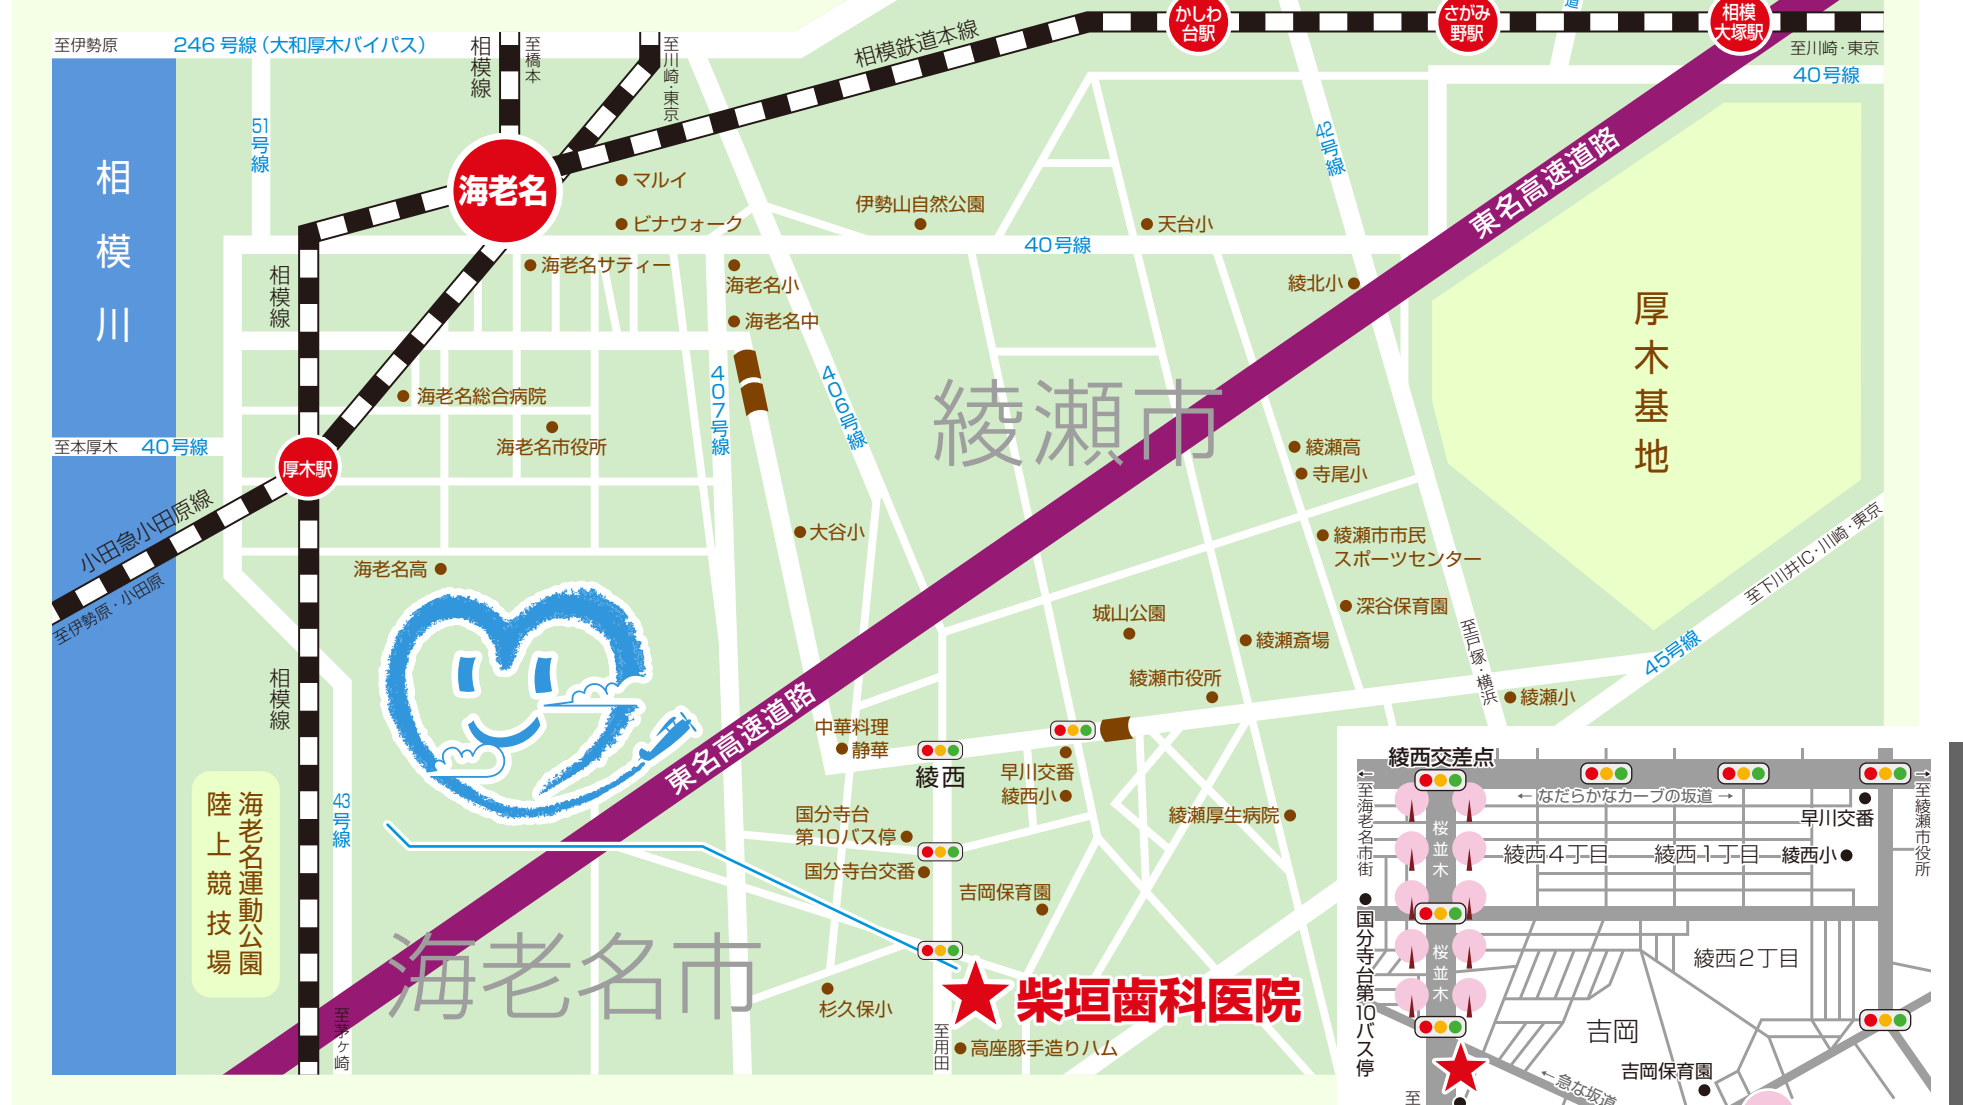 かしわ
台駅
さがみ
野駅
相模
大塚駅
道
至伊勢原
246号線（大和厚木バイパス）
相模線
至橋本
至川崎・東京
相模鉄道本線
至川崎・東京
40号線
51号線
42号線
相模川
海老名
マルイ
ビナウォーク
伊勢山自然公園
天台小
40号線
東名高速道路
海老名サティー
海老名小
綾北小
相模線
海老名中
厚木基地
407号線
406号線
綾瀬市
海老名総合病院
海老名市役所
至本厚木
40号線
厚木駅
綾瀬高
寺尾小
小田急小田原線
至伊勢原・小田原
大谷小
綾瀬市市民
スポーツセンター
至下川井IC・川崎・東京
海老名高
深谷保育園
城山公園
綾瀬斎場
至戸塚・横浜
45号線
綾瀬市役所
綾瀬小
相模線
東名高速道路
中華料理
静華
綾西
早川交番
綾西小
43号線
海老名運動公園
陸上競技場
国分寺台
第10バス停
綾瀬厚生病院
国分寺台交番
吉岡保育園
海老名市
柴垣歯科医院
杉久保小
至茅ヶ崎
至用田
高座豚手造りハム
綾西交差点
←至海老名市街
←なだらかなカーブの坂道→
→至綾瀬市役所
早川交番
桜並木
綾西4丁目
綾西1丁目
綾西小
国分寺台第10バス停
桜並木
綾西2丁目
吉岡
吉岡保育園
←急な坂道
至